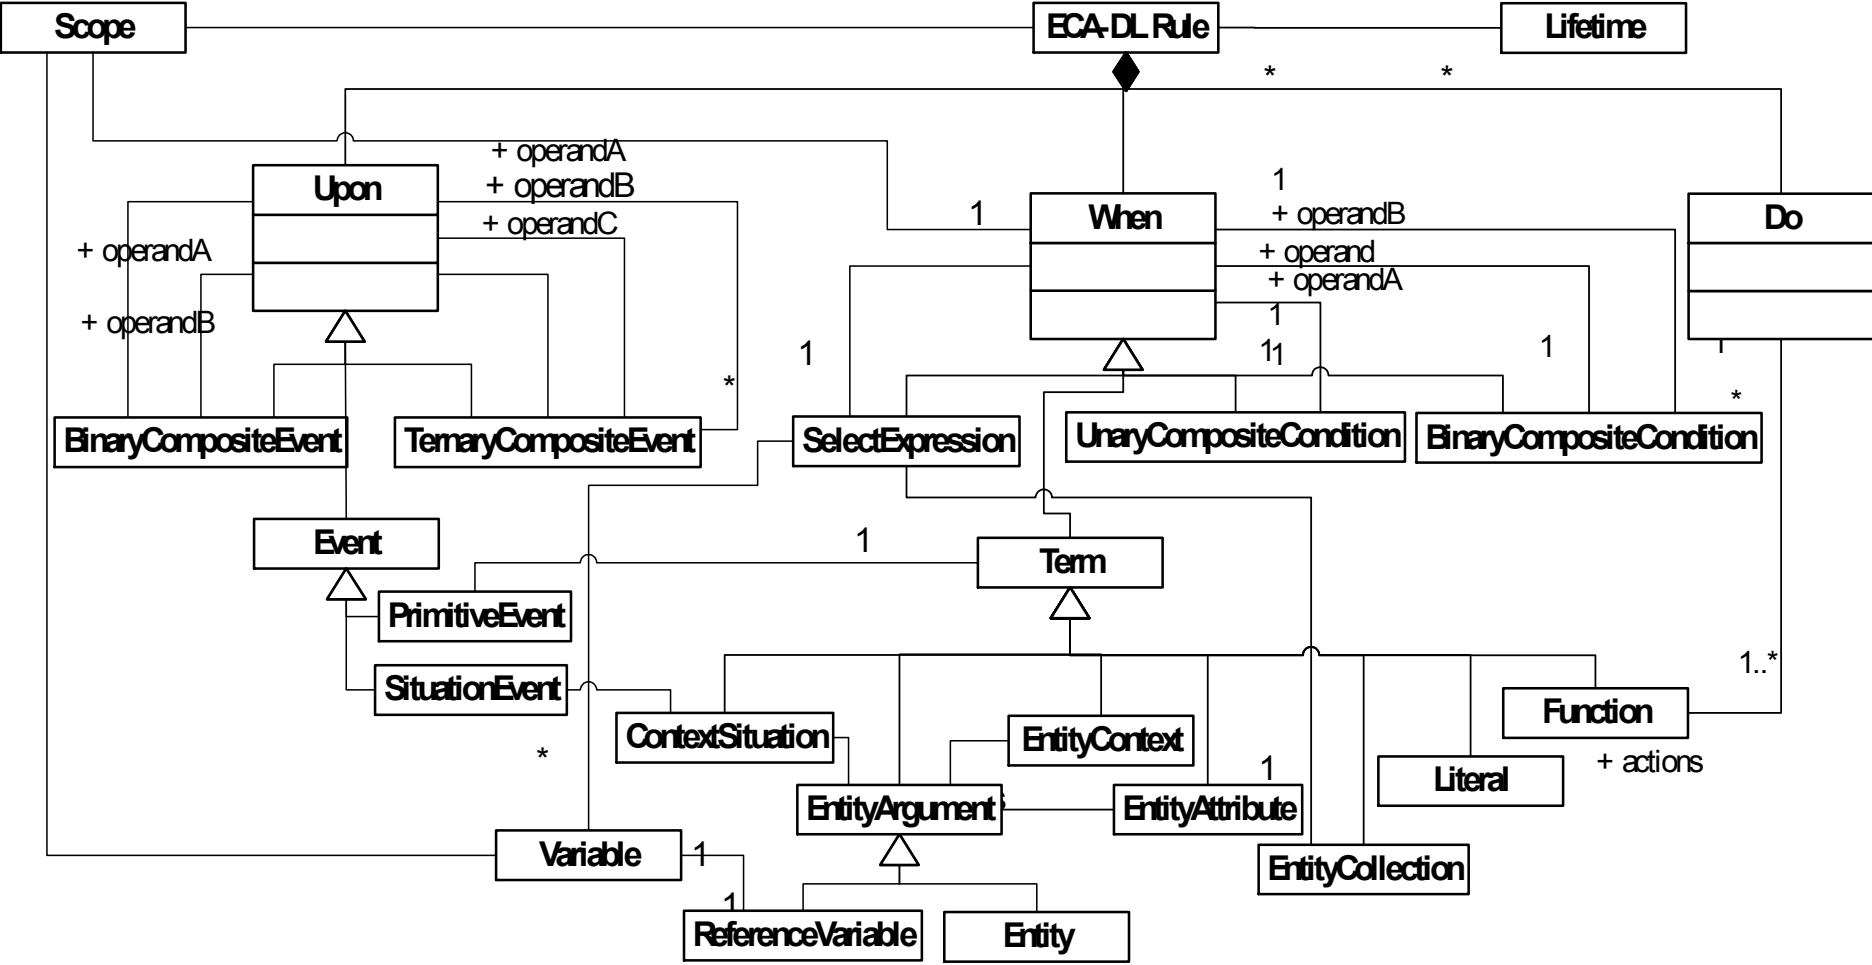 Scope
ECA-DL Rule
Lifetime
*
*
+ operandA
+ operandB
+ operandC
Upon
+ operandA
+ operandB
1
When
1
+ operandB
+ operand
+ operandA
1
11
1
Do
1
*
*
BinaryCompositeEvent
TernaryCompositeEvent
SelectExpression
UnaryCompositeCondition
BinaryCompositeCondition
Event
1
Term
PrimitiveEvent
SituationEvent
1..*
ContextSituation
EntityContext
Function
+ actions
*
1
Literal
EntityArgument
EntityAttribute
Variable
1
EntityCollection
1
ReferenceVariable
Entity